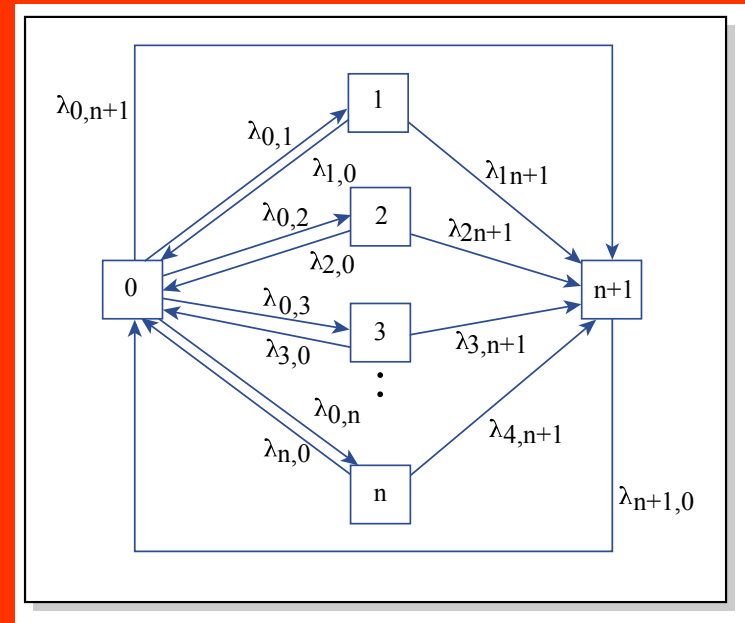 1
λ0,n+1
λ0,1
λ1,0
λ1n+1
λ0,2
2
λ2n+1
λ2,0
0
n+1
λ0,3
3
λ3,0
λ3,n+1
λ0,n
λ4,n+1
λn,0
n
λn+1,0